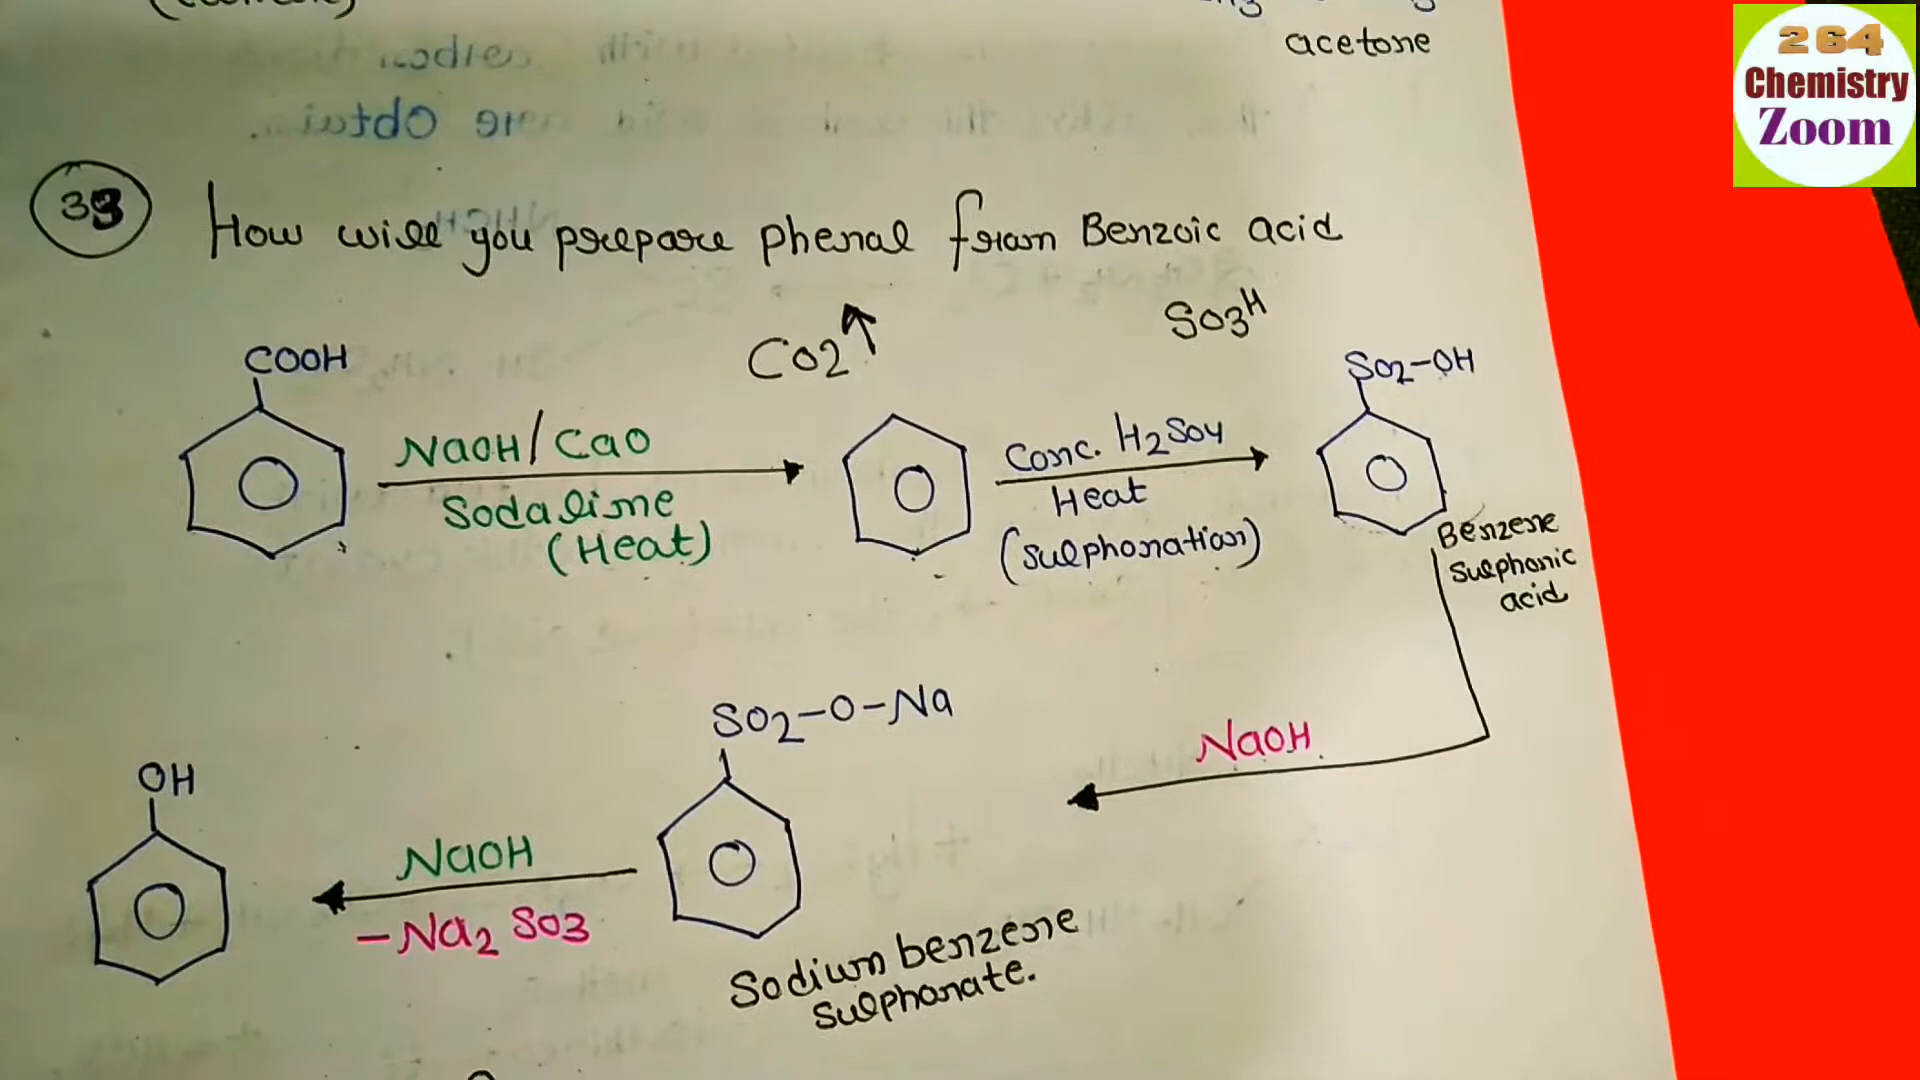 acetone
264
Chemistry
Zoom
33 How will you prepare phenal from Benzoic acid
CO2↑
SO3H
COOH
SO2-OH
NaOH/CaO
Sodalime
(Heat)
Conc. H2SO4
Heat
(sulphonation)
Benzene
Sulphonic
acid
SO2-O-Na
NaOH
OH
NaOH
-Na2SO3
Sodium benzene
Sulphonate.